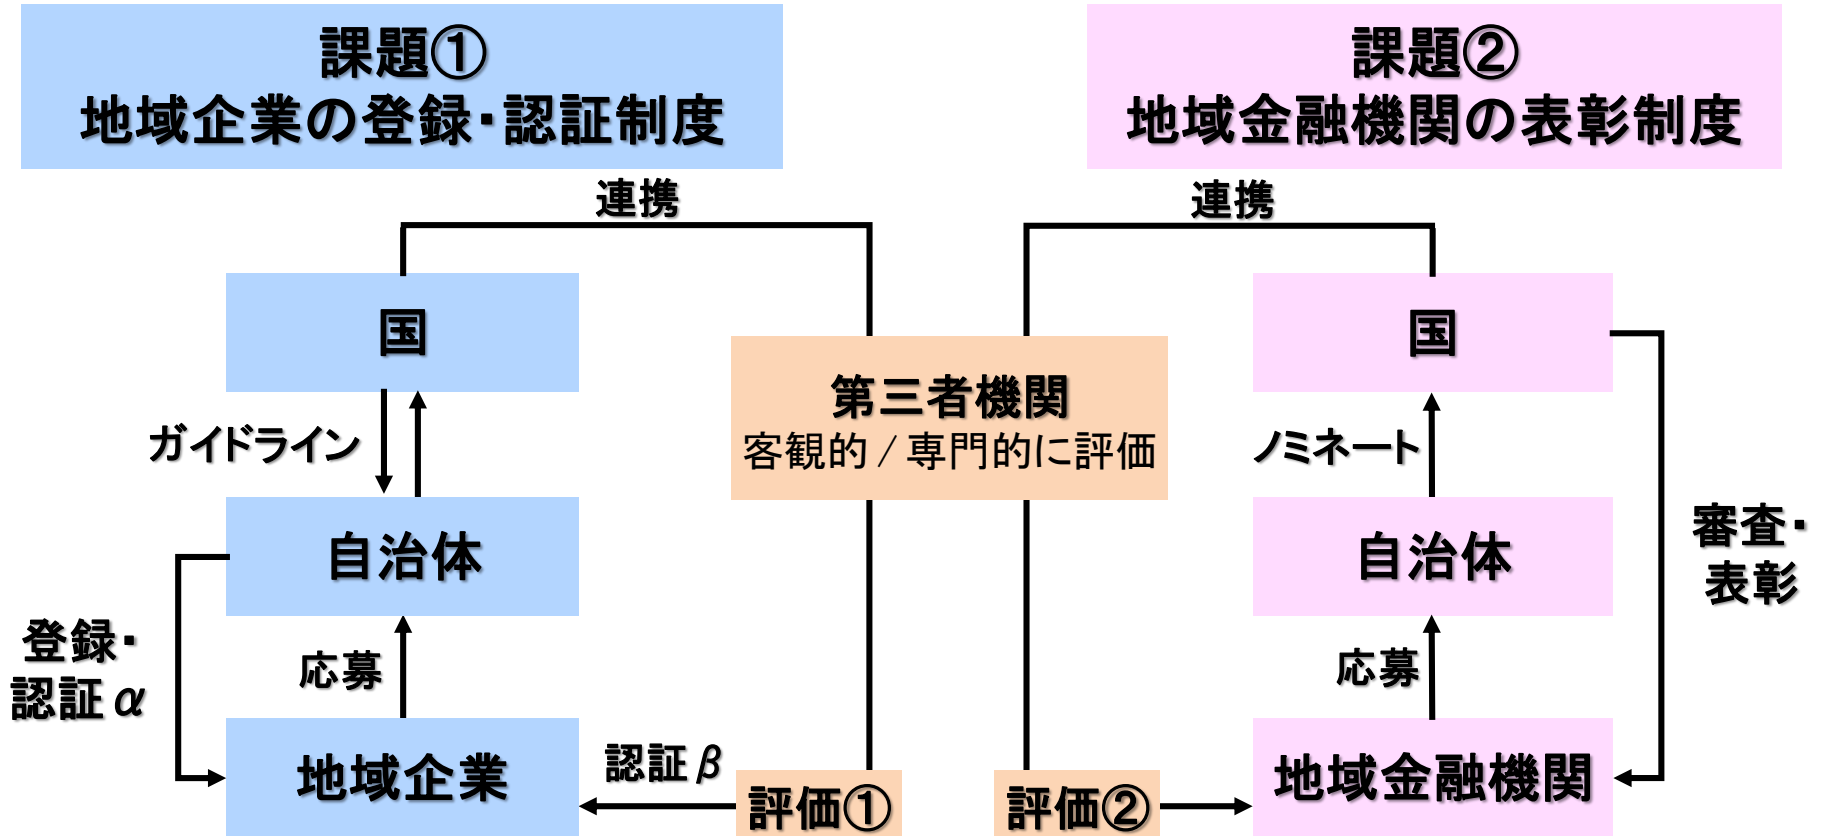 課題①
地域企業の登録・認証制度
課題②
地域金融機関の表彰制度
連携
連携
国
国
第三者機関
客観的/専門的に評価
ガイドライン
ノミネート
自治体
自治体
審査・
表彰
登録・
認証α
応募
応募
地域企業
認証β
評価①
評価②
地域金融機関